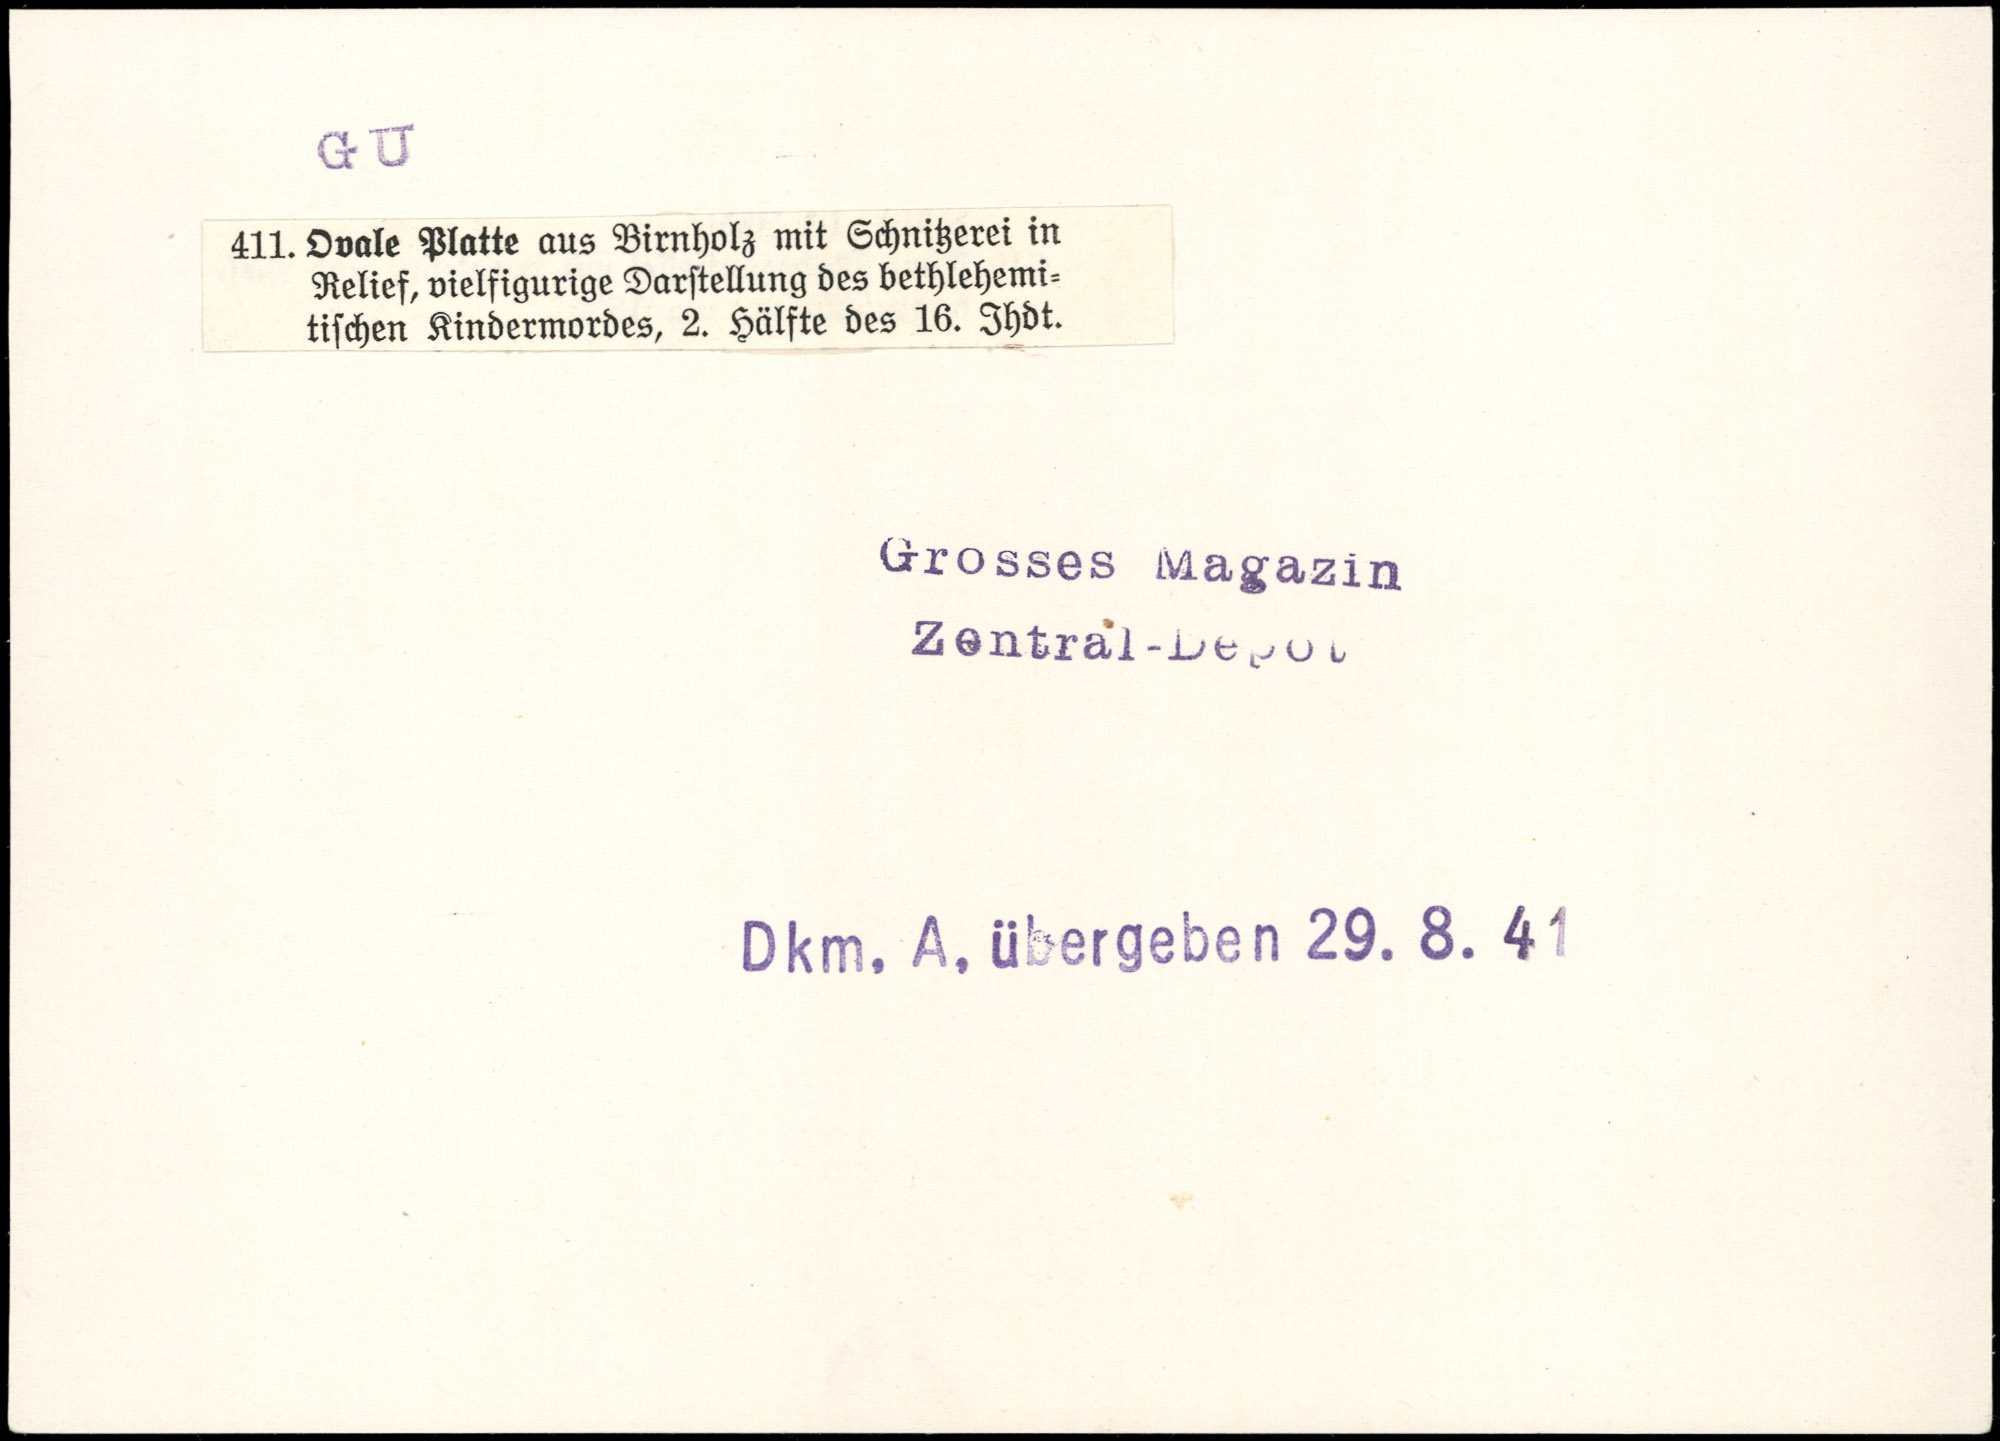 GU
411. Ovale Platte aus Birnholz mit Schnitzerei in
Relief, vielfigurige Darstellung des bethlehemi-
tischen Kindermordes, 2. Hälfte des 16. Jhdt.
Grosses Magazin
Zentral-Depot
Dkm. A. übergeben 29. 8. 41